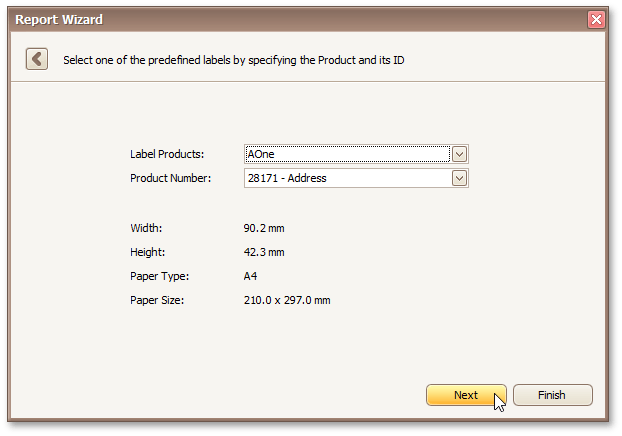 Report Wizard
Select one of the predefined labels by specifying the Product and its ID
Label Products: AOne
Product Number: 28171 - Address
Width: 90.2 mm
Height: 42.3 mm
Paper Type: A4
Paper Size: 210.0 x 297.0 mm
Next Finish